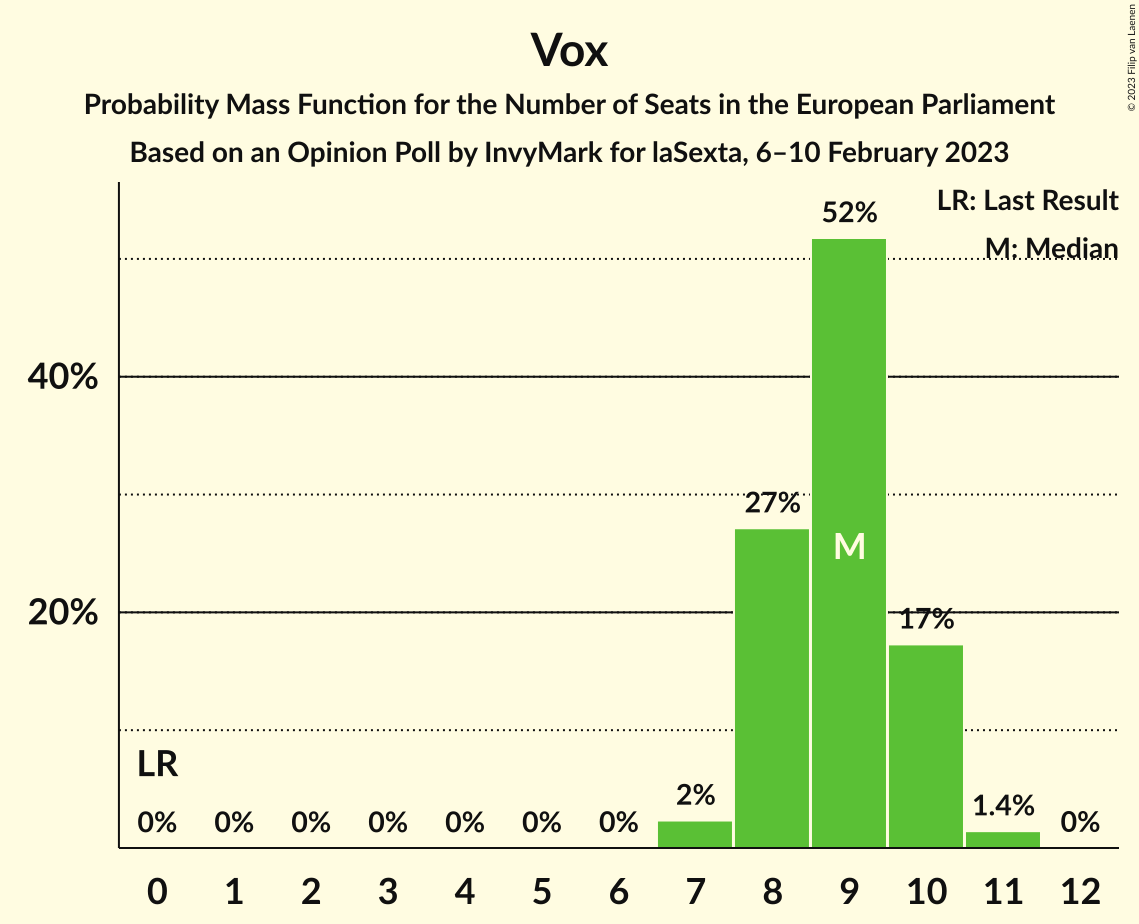 Vox
Probability Mass Function for the Number of Seats in the European Parliament
Based on an Opinion Poll by InvyMark for laSexta, 6–10 February 2023
© 2023 Filip van Laenen
LR: Last Result
M: Median
52%
40%
27%
M
20%
17%
LR
2%
1.4%
0% 0% 0% 0% 0% 0% 0% 0%
0 1 2 3 4 5 6 7 8 9 10 11 12